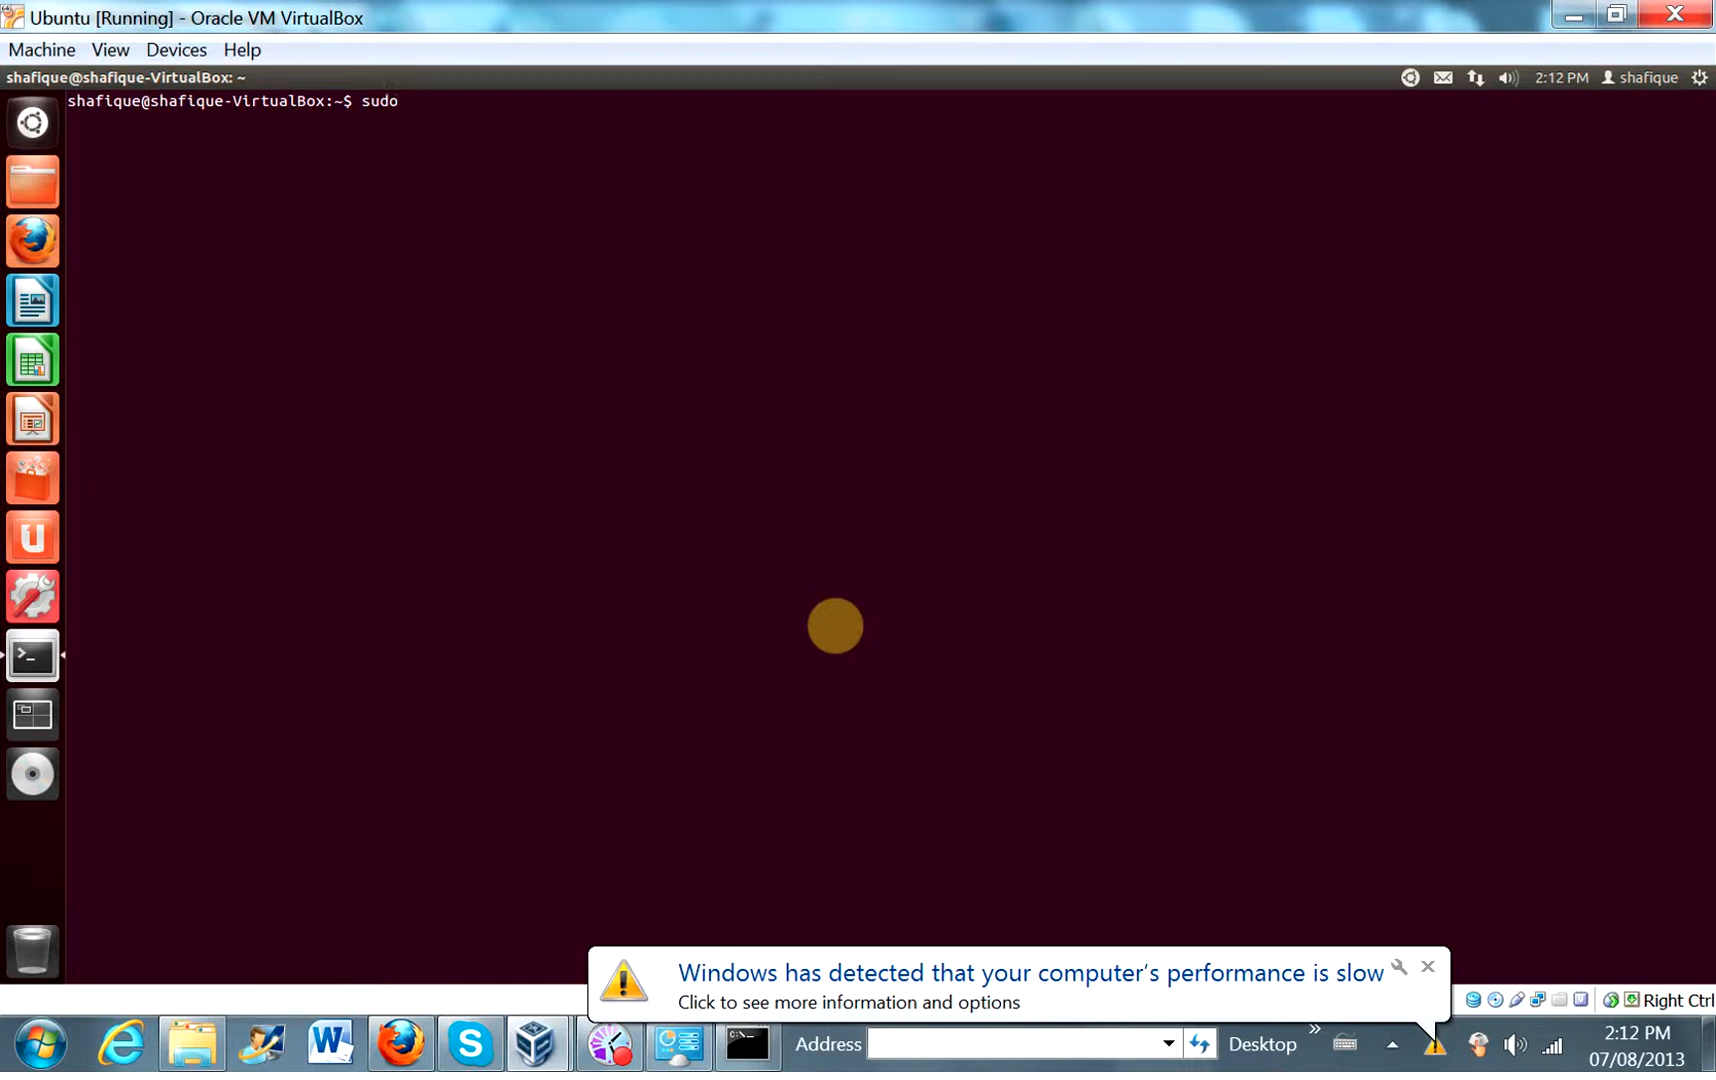 Ubuntu [Running] - Oracle VM VirtualBox
Machine View Devices Help
shafique@shafique-VirtualBox: ~ 2:12 PM shafique
shafique@shafique-VirtualBox:~$ sudo
Windows has detected that your computer's performance is slow
Click to see more information and options
Right Ctrl
Address Desktop » 2:12 PM
07/08/2013